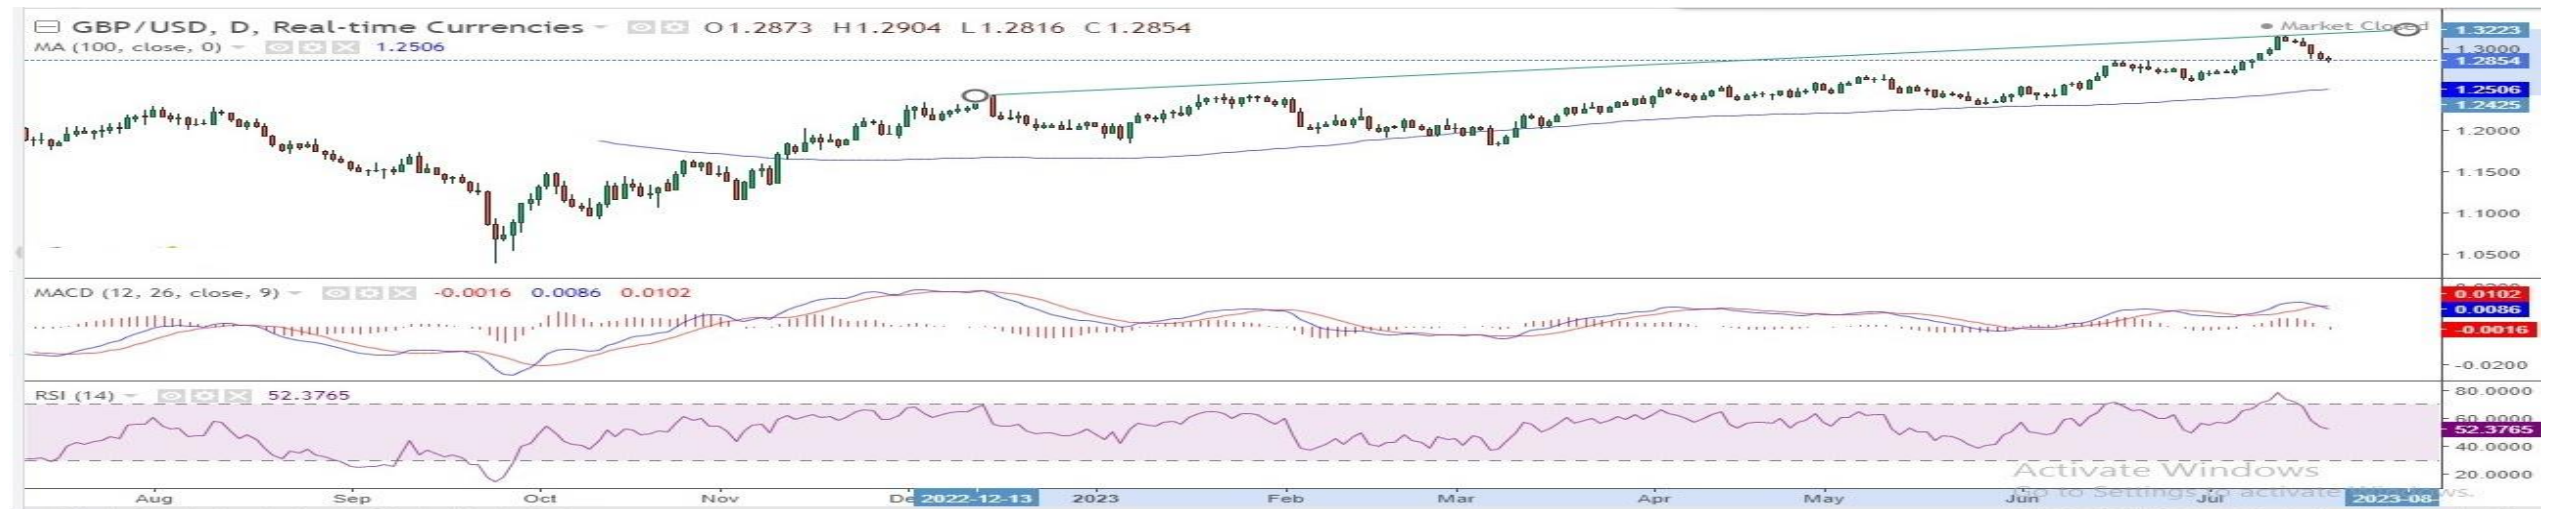 GBP/USD, D, Real-time Currencies O 1.2873 H 1.2904 L 1.2816 C 1.2854
MA (100, close, 0) 1.2506
Market Closed
1.3223
1.3000
1.2854
1.2506
1.2425
1.2000
1.1500
1.1000
1.0500
MACD (12, 26, close, 9) -0.0016 0.0086 0.0102
0.0102
0.0086
-0.0016
-0.0200
RSI (14) 52.3765
80.0000
60.0000
52.3765
40.0000
20.0000
Activate Windows
Go to Settings to activate Windows.
Aug Sep Oct Nov De 2022-12-13 2023 Feb Mar Apr May Jun Jul 2023-08-